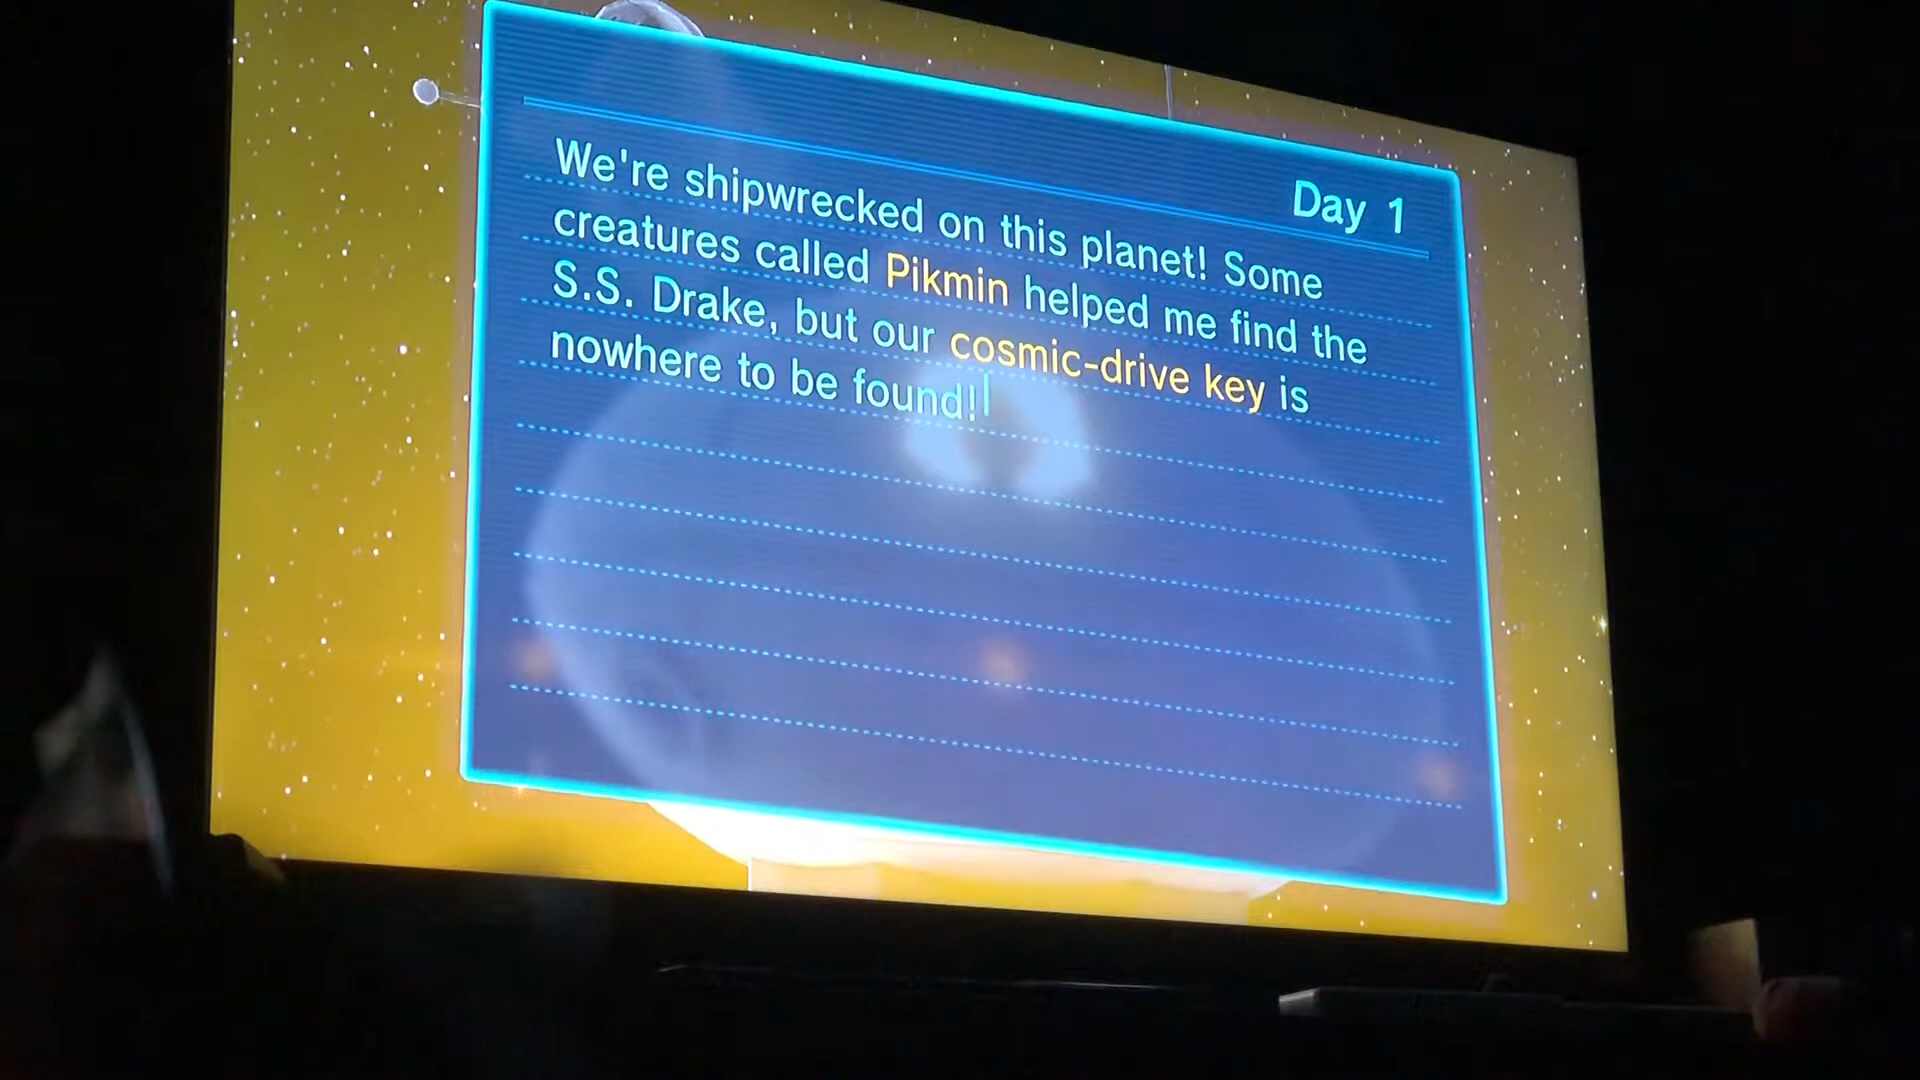 Day 1
We're shipwrecked on this planet! Some
creatures called Pikmin helped me find the
S.S. Drake, but our cosmic-drive key is
nowhere to be found!